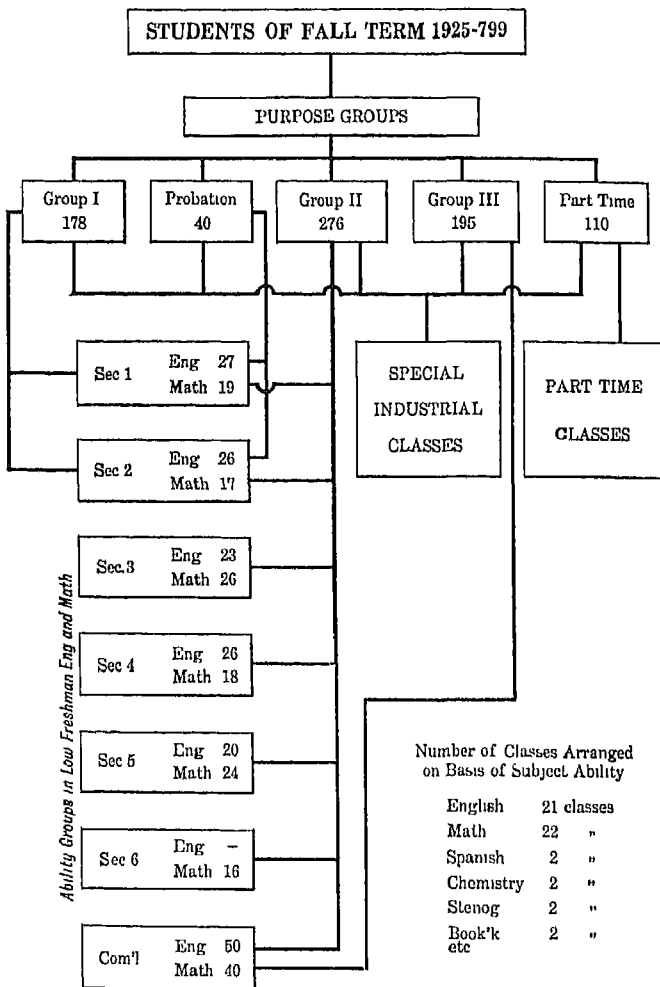 STUDENTS OF FALL TERM 1925-799
PURPOSE GROUPS
Group I
178
Probation
40
Group II
276
Group III
195
Part Time
110
Sec 1 Eng 27
Math 19
SPECIAL
INDUSTRIAL
CLASSES
PART TIME
CLASSES
Sec 2 Eng 26
Math 17
Sec. 3 Eng 23
Math 26
Sec 4 Eng 26
Math 18
Sec 5 Eng 20
Math 24
Sec 6 Eng –
Math 16
Com'l Eng 50
Math 40
Ability Groups in Low Freshman Eng and Math
Number of Classes Arranged
on Basis of Subject Ability
English 21 classes
Math 22 "
Spanish 2 "
Chemistry 2 "
Stenog 2 "
Book'k 2 "
etc